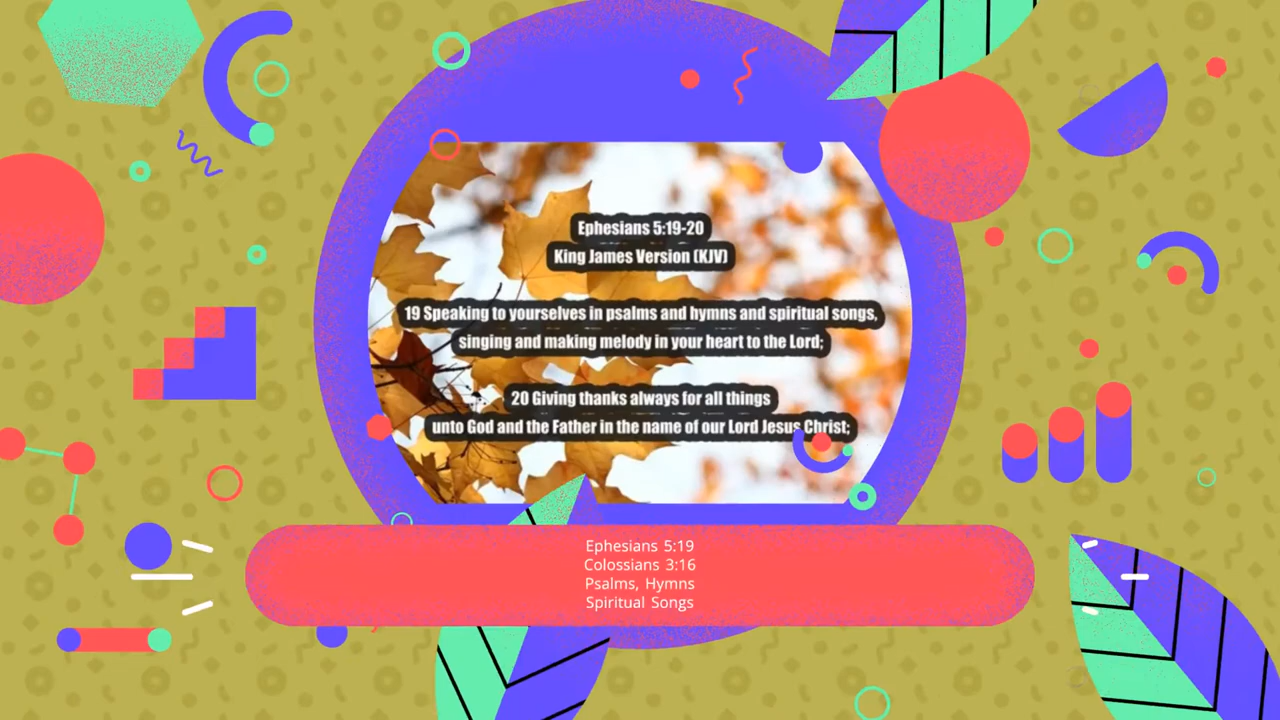 Ephesians 5:19-20
King James Version (KJV)
19 Speaking to yourselves in psalms and hymns and spiritual songs,
singing and making melody in your heart to the Lord;
20 Giving thanks always for all things
unto God and the Father in the name of our Lord Jesus Christ;
Ephesians 5:19
Colossians 3:16
Psalms, Hymns
Spiritual Songs